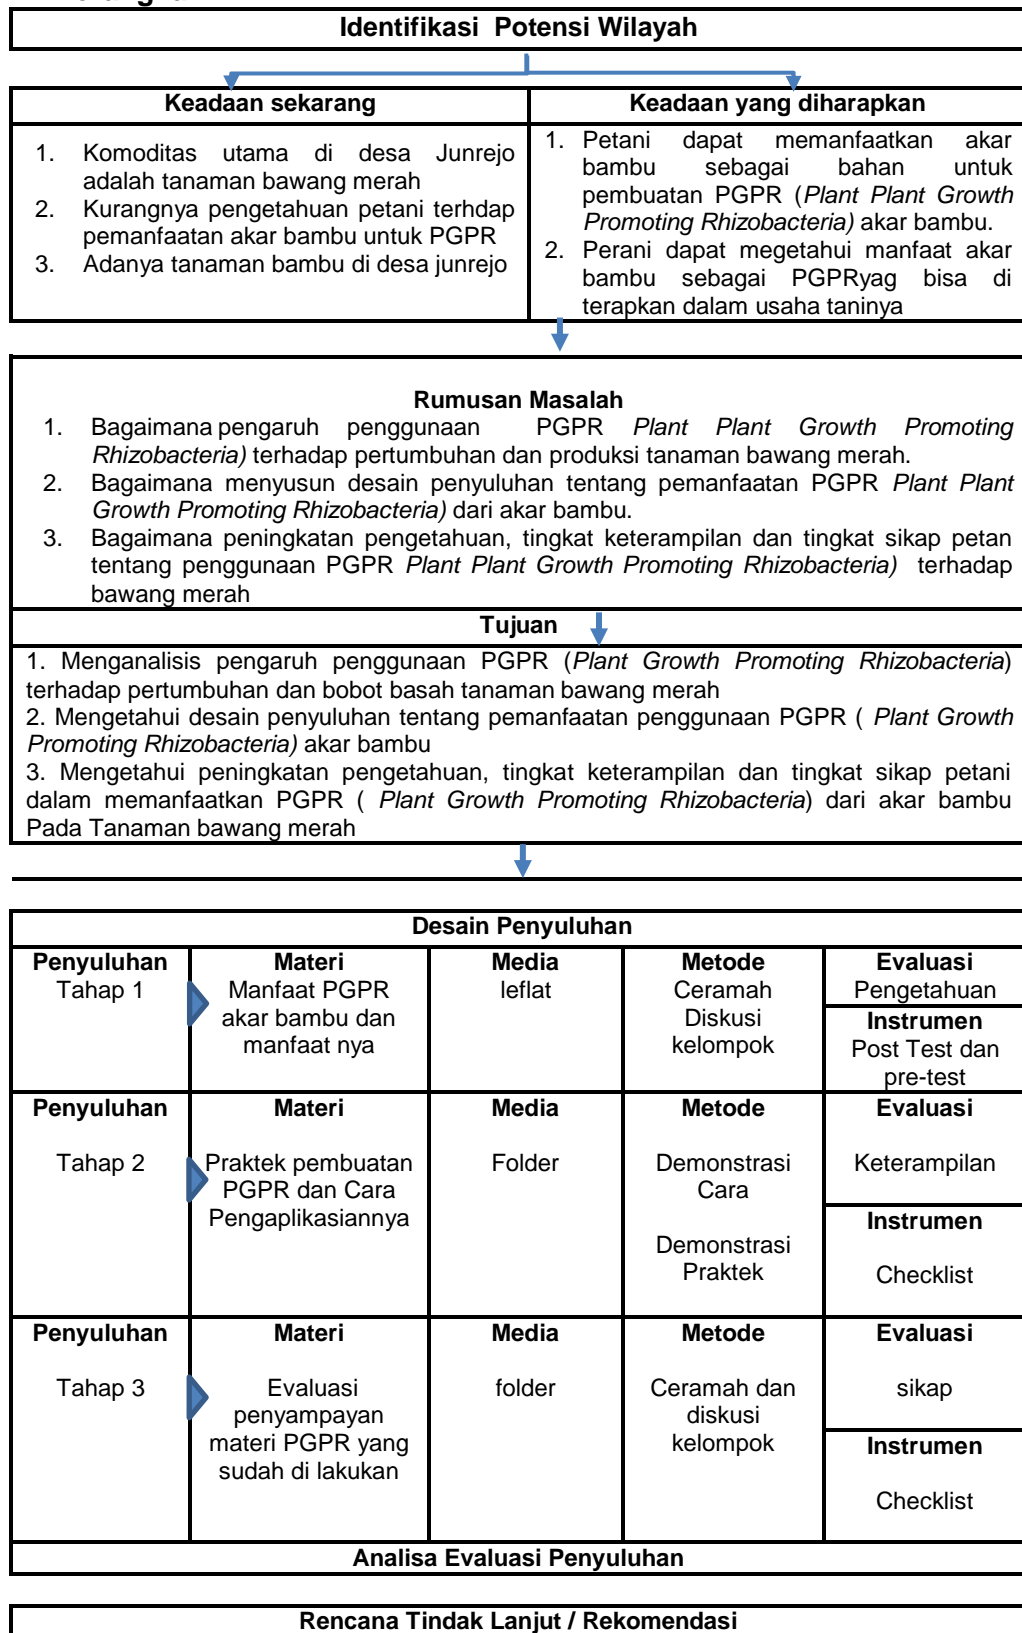 Identifikasi Potensi Wilayah
Keadaan sekarang
1. Komoditas utama di desa Junrejo
adalah tanaman bawang merah
2. Kurangnya pengetahuan petani terhdap
pemanfaatan akar bambu untuk PGPR
3. Adanya tanaman bambu di desa junrejo
Keadaan yang diharapkan
1. Petani dapat memanfaatkan akar
bambu sebagai bahan untuk
pembuatan PGPR (Plant Plant Growth
Promoting Rhizobacteria) akar bambu.
2. Perani dapat megetahui manfaat akar
bambu sebagai PGPRyag bisa di
terapkan dalam usaha taninya
Rumusan Masalah
1. Bagaimana pengaruh penggunaan PGPR Plant Plant Growth Promoting
Rhizobacteria) terhadap pertumbuhan dan produksi tanaman bawang merah.
2. Bagaimana menyusun desain penyuluhan tentang pemanfaatan PGPR Plant Plant
Growth Promoting Rhizobacteria) dari akar bambu.
3. Bagaimana peningkatan pengetahuan, tingkat keterampilan dan tingkat sikap petan
tentang penggunaan PGPR Plant Plant Growth Promoting Rhizobacteria) terhadap
bawang merah
Tujuan
1. Menganalisis pengaruh penggunaan PGPR (Plant Growth Promoting Rhizobacteria)
terhadap pertumbuhan dan bobot basah tanaman bawang merah
2. Mengetahui desain penyuluhan tentang pemanfaatan penggunaan PGPR ( Plant Growth
Promoting Rhizobacteria) akar bambu
3. Mengetahui peningkatan pengetahuan, tingkat keterampilan dan tingkat sikap petani
dalam memanfaatkan PGPR ( Plant Growth Promoting Rhizobacteria) dari akar bambu
Pada Tanaman bawang merah
Desain Penyuluhan
Penyuluhan
Tahap 1
Materi
Manfaat PGPR
akar bambu dan
manfaat nya
Media
leflat
Metode
Ceramah
Diskusi
kelompok
Evaluasi
Pengetahuan
Instrumen
Post Test dan
pre-test
Penyuluhan
Tahap 2
Materi
Praktek pembuatan
PGPR dan Cara
Pengaplikasiannya
Media
Folder
Metode
Demonstrasi
Cara
Demonstrasi
Praktek
Evaluasi
Keterampilan
Instrumen
Checklist
Penyuluhan
Tahap 3
Materi
Evaluasi
penyampayan
materi PGPR yang
sudah di lakukan
Media
folder
Metode
Ceramah dan
diskusi
kelompok
Evaluasi
sikap
Instrumen
Checklist
Analisa Evaluasi Penyuluhan
Rencana Tindak Lanjut / Rekomendasi